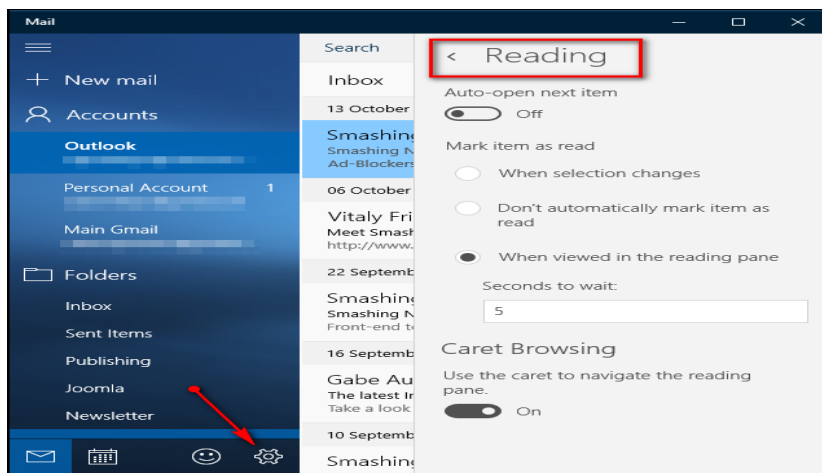 Mail
New mail
Accounts
Outlook
Personal Account 1
Main Gmail
Folders
Inbox
Sent Items
Publishing
Joomla
Newsletter
Search
Inbox
13 October
Smashing
Smashing N
Ad-Blockers
06 October
Vitaly Fri
Meet Smash
http://www.
22 Septemb
Smashing
Smashing N
Front-end t
16 Septemb
Gabe Au
The latest I
Take a look
10 Septemb
Smashing
< Reading
Auto-open next item
Off
Mark item as read
When selection changes
Don't automatically mark item as
read
When viewed in the reading pane
Seconds to wait:
5
Caret Browsing
Use the caret to navigate the reading
pane.
On